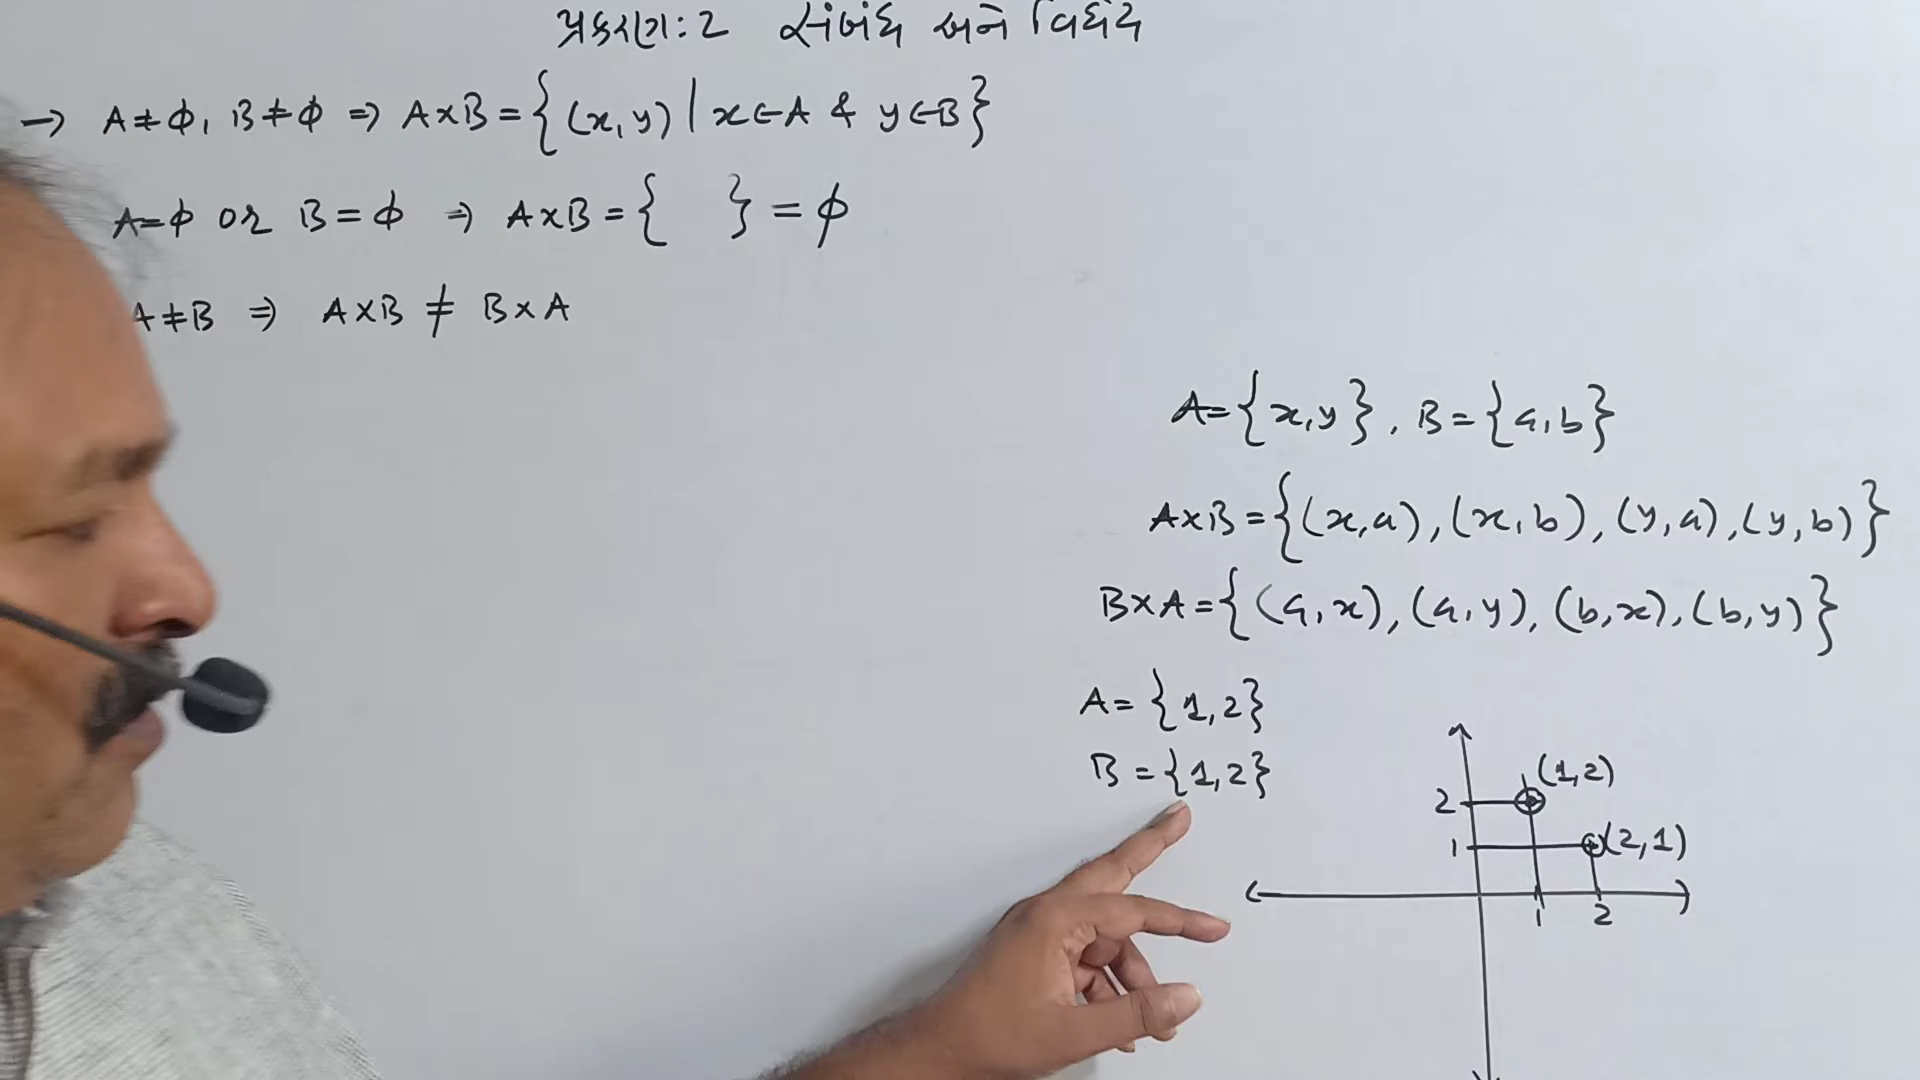 પ્રકરણ: 2 સંબંધ અને વિધેય
→ A≠ϕ, B≠ϕ ⇒ A×B = {(x, y) | x∈A & y∈B}
A=ϕ or B=ϕ ⇒ A×B = { } = ϕ
A≠B ⇒ A×B ≠ B×A
A={x,y}, B={a,b}
A×B={(x,a),(x,b),(y,a),(y,b)}
B×A={(a,x),(a,y),(b,x),(b,y)}
A={1,2}
B={1,2}
(1,2)
2
1
(2,1)
1 2